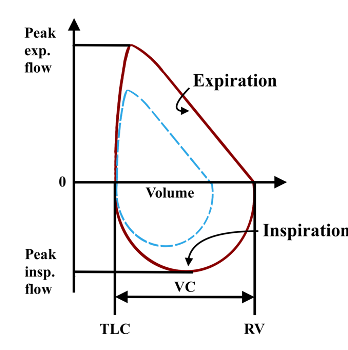 Peak
exp.
flow
Expiration
0
Volume
Inspiration
Peak
insp.
flow
VC
TLC
RV